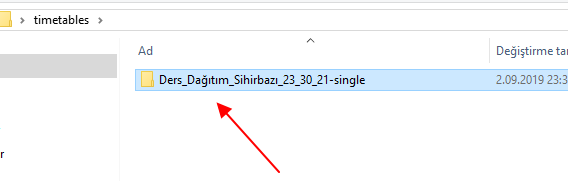 timetables
Ad
Değiştirme tar
Ders_Dağıtım_Sihirbazı_23_30_21-single
2.09.2019 23:3
r